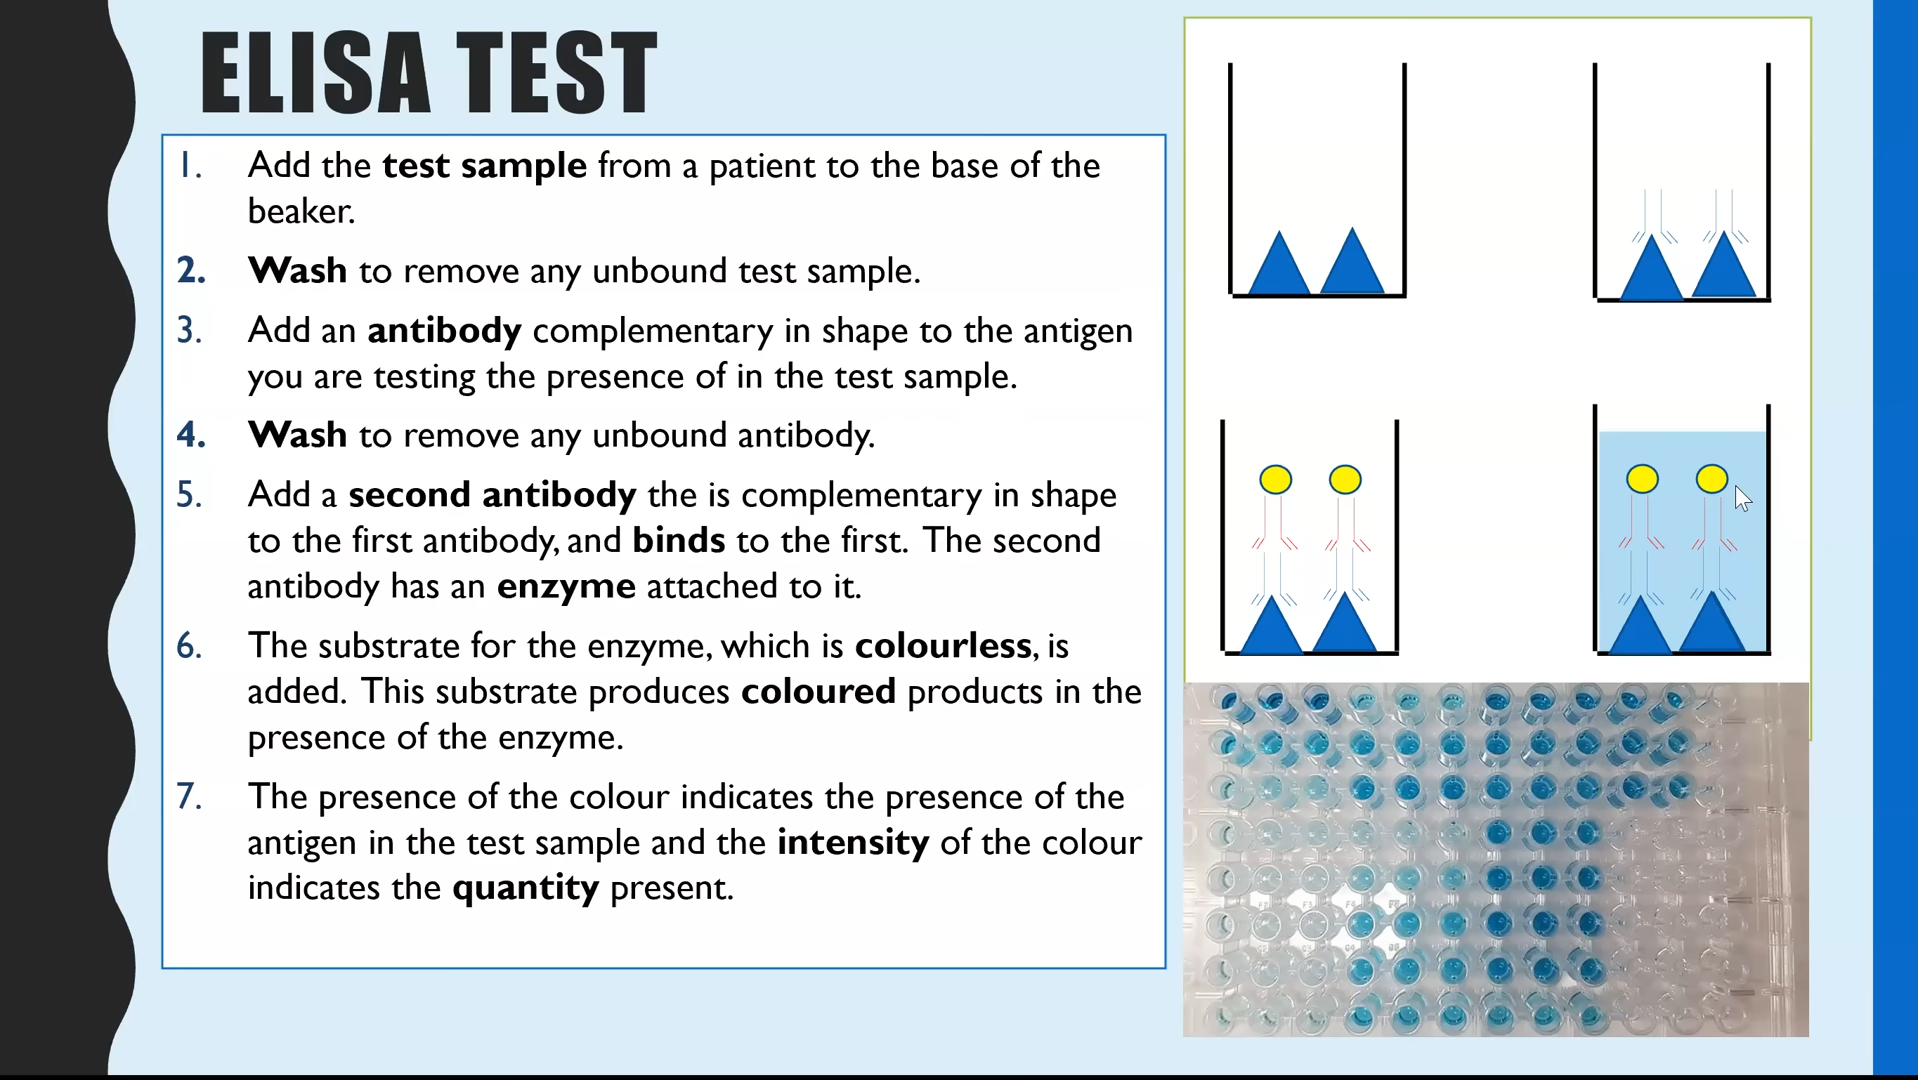 ELISA TEST
1. Add the test sample from a patient to the base of the
beaker.
2. Wash to remove any unbound test sample.
3. Add an antibody complementary in shape to the antigen
you are testing the presence of in the test sample.
4. Wash to remove any unbound antibody.
5. Add a second antibody the is complementary in shape
to the first antibody, and binds to the first. The second
antibody has an enzyme attached to it.
6. The substrate for the enzyme, which is colourless, is
added. This substrate produces coloured products in the
presence of the enzyme.
7. The presence of the colour indicates the presence of the
antigen in the test sample and the intensity of the colour
indicates the quantity present.